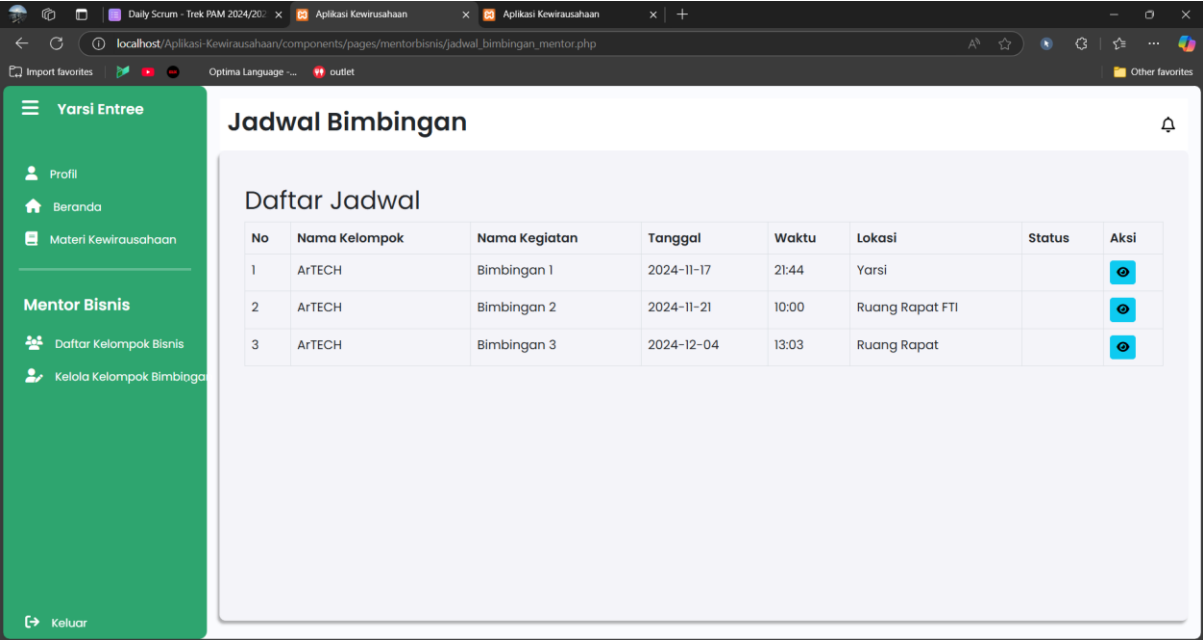 Daily Scrum - Trek PAM 2024/202
Aplikasi Kewirusahaan
Aplikasi Kewirausahaan
localhost/Aplikasi-Kewirausahaan/components/pages/mentorbisnis/jadwal_bimbingan_mentor.php
Import favorites
Optima Language -...
outlet
Other favorites
Yarsi Entree
Profil
Beranda
Materi Kewirausahaan
Mentor Bisnis
Daftar Kelompok Bisnis
Kelola Kelompok Bimbingan
Keluar
Jadwal Bimbingan
Daftar Jadwal
No Nama Kelompok Nama Kegiatan Tanggal Waktu Lokasi Status Aksi
1 ArTECH Bimbingan 1 2024-11-17 21:44 Yarsi
2 ArTECH Bimbingan 2 2024-11-21 10:00 Ruang Rapat FTI
3 ArTECH Bimbingan 3 2024-12-04 13:03 Ruang Rapat